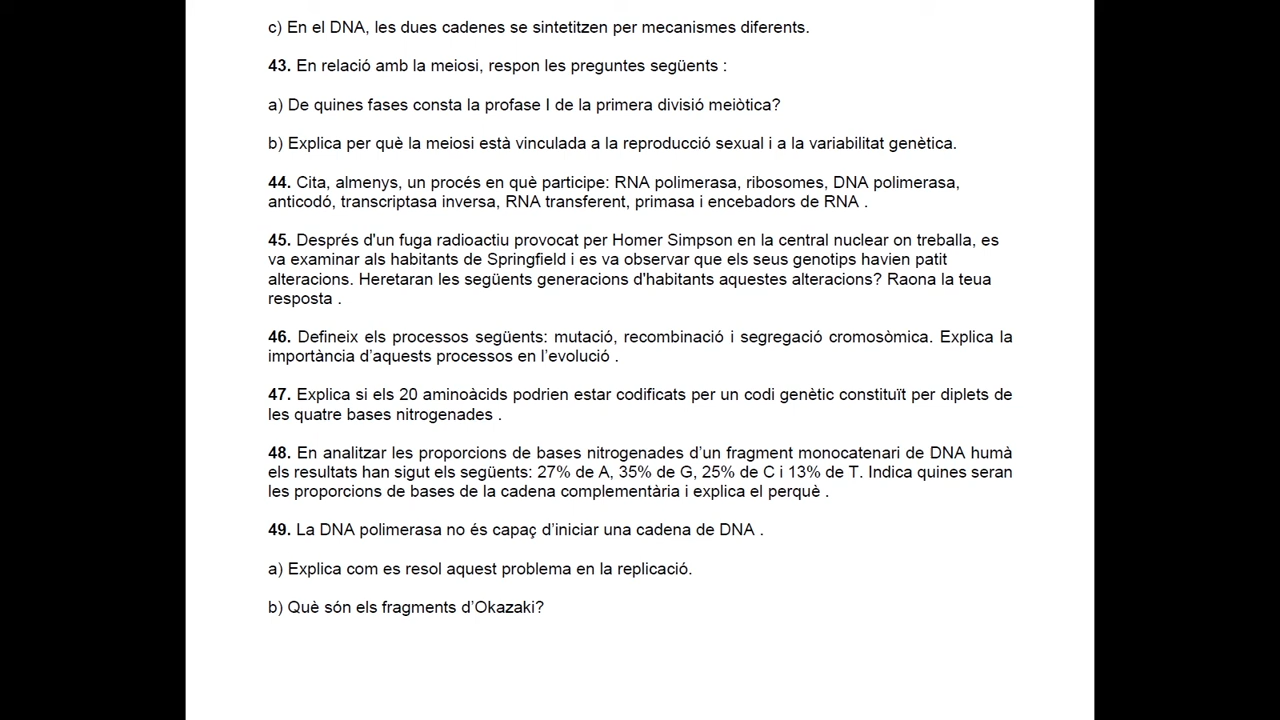 c) En el DNA, les dues cadenes se sintetitzen per mecanismes diferents.
43. En relació amb la meiosi, respon les preguntes següents :
a) De quines fases consta la profase I de la primera divisió meiòtica?
b) Explica per què la meiosi està vinculada a la reproducció sexual i a la variabilitat genètica.
44. Cita, almenys, un procés en què participe: RNA polimerasa, ribosomes, DNA polimerasa,
anticodó, transcriptasa inversa, RNA transferent, primasa i encebadors de RNA .
45. Després d'un fuga radioactiu provocat per Homer Simpson en la central nuclear on treballa, es
va examinar als habitants de Springfield i es va observar que els seus genotips havien patit
alteracions. Heretaran les següents generacions d'habitants aquestes alteracions? Raona la teua
resposta .
46. Defineix els processos següents: mutació, recombinació i segregació cromosòmica. Explica la
importància d’aquests processos en l’evolució .
47. Explica si els 20 aminoàcids podrien estar codificats per un codi genètic constituït per diplets de
les quatre bases nitrogenades .
48. En analitzar les proporcions de bases nitrogenades d’un fragment monocatenari de DNA humà
els resultats han sigut els següents: 27% de A, 35% de G, 25% de C i 13% de T. Indica quines seran
les proporcions de bases de la cadena complementària i explica el perquè .
49. La DNA polimerasa no és capaç d’iniciar una cadena de DNA .
a) Explica com es resol aquest problema en la replicació.
b) Què són els fragments d’Okazaki?